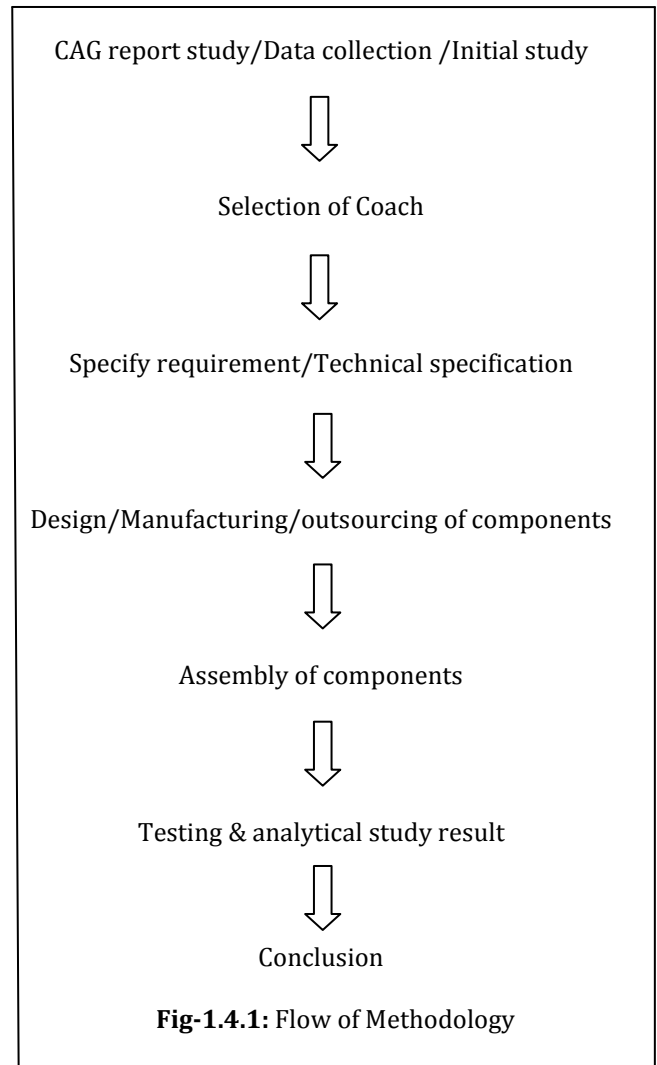 CAG report study/Data collection /Initial study
Selection of Coach
Specify requirement/Technical specification
Design/Manufacturing/outsourcing of components
Assembly of components
Testing & analytical study result
Conclusion
Fig-1.4.1: Flow of Methodology